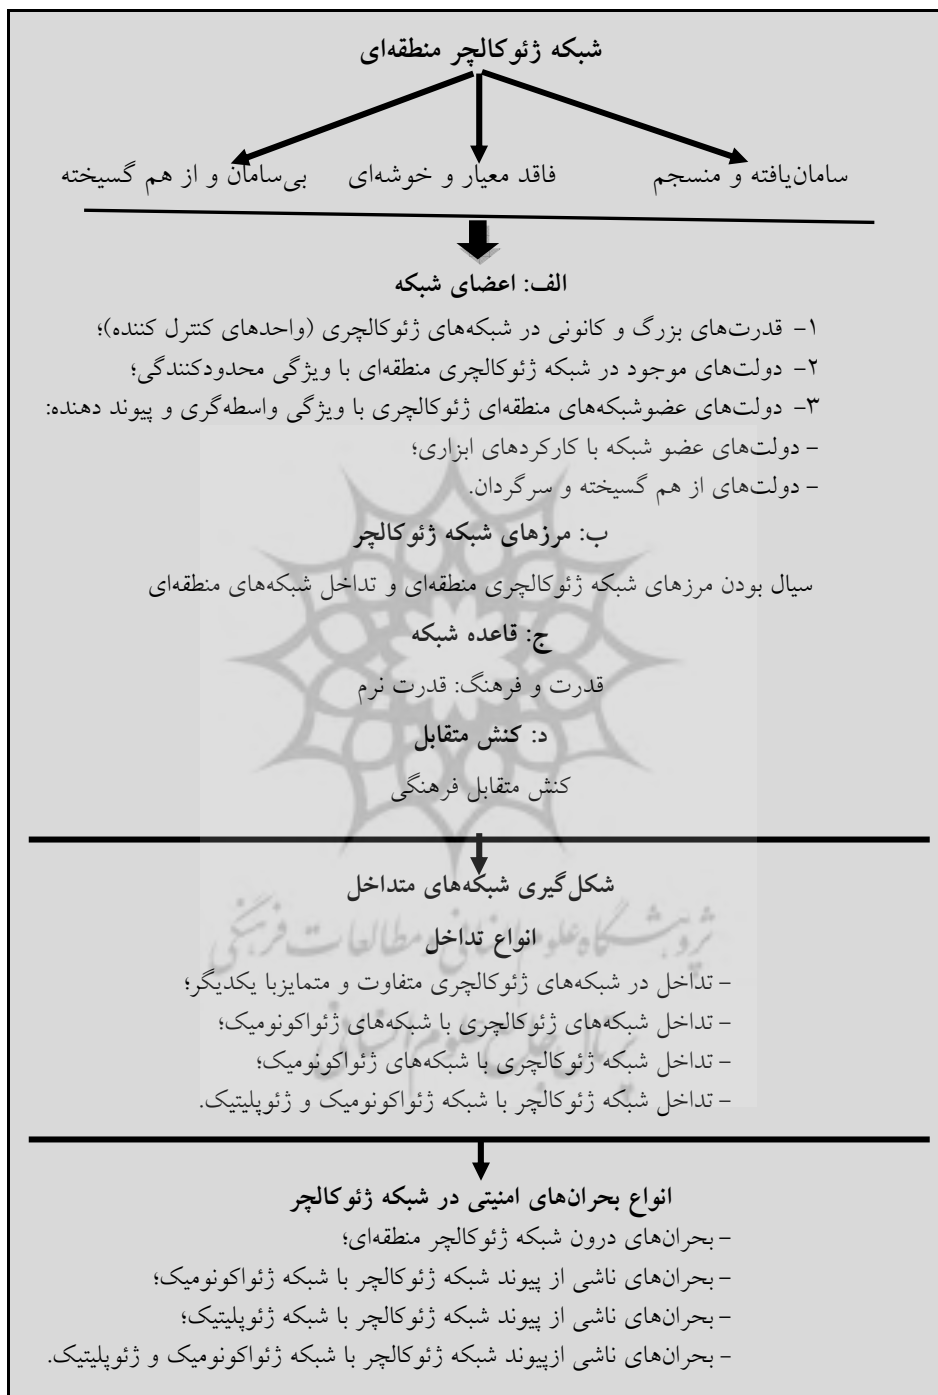 شبکه ژئوکالچر منطقه‌ای
سامان‌یافته و منسجم فاقد معیار و خوشه‌ای بی‌سامان و از هم گسیخته
الف: اعضای شبکه
۱- قدرت‌های بزرگ و کانونی در شبکه‌های ژئوکالچری (واحدهای کنترل کننده)؛
۲- دولت‌های موجود در شبکه ژئوکالچری منطقه‌ای با ویژگی محدودکنندگی؛
۳- دولت‌های عضوشبکه‌های منطقه‌ای ژئوکالچری با ویژگی واسطه‌گری و پیوند دهنده:
- دولت‌های عضو شبکه با کارکردهای ابزاری؛
- دولت‌های از هم گسیخته و سرگردان.
ب: مرزهای شبکه ژئوکالچر
سیال بودن مرزهای شبکه ژئوکالچری منطقه‌ای و تداخل شبکه‌های منطقه‌ای
ج: قاعده شبکه
قدرت و فرهنگ: قدرت نرم
د: کنش متقابل
کنش متقابل فرهنگی
شکل‌گیری شبکه‌های متداخل
پژوهشگاه علوم انسانی و مطالعات فرهنگی
انواع تداخل
- تداخل در شبکه‌های ژئوکالچری متفاوت و متمایزبا یکدیگر؛
- تداخل شبکه‌های ژئوکالچری با شبکه‌های ژئواکونومیک؛
پرتال جامع علوم انسانی
- تداخل شبکه ژئوکالچری با شبکه‌های ژئواکونومیک؛
- تداخل شبکه ژئوکالچر با شبکه ژئواکونومیک و ژئوپلیتیک.
انواع بحران‌های امنیتی در شبکه ژئوکالچر
- بحران‌های درون شبکه ژئوکالچر منطقه‌ای؛
- بحران‌های ناشی از پیوند شبکه ژئوکالچر با شبکه ژئواکونومیک؛
- بحران‌های ناشی از پیوند شبکه ژئوکالچر با شبکه ژئوپلیتیک؛
- بحران‌های ناشی ازپیوند شبکه ژئوکالچر با شبکه ژئواکونومیک و ژئوپلیتیک.